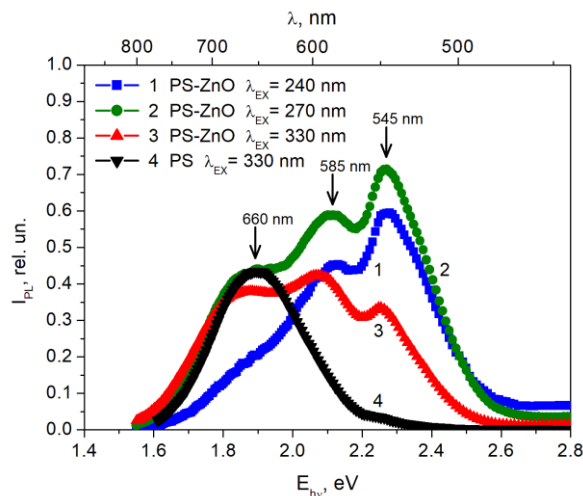 λ, nm
800 700 600 500
1 PS-ZnO λEX= 240 nm
2 PS-ZnO λEX= 270 nm
3 PS-ZnO λEX= 330 nm
4 PS λEX= 330 nm
545 nm
585 nm
660 nm
1
2
3
4
IPL, rel. un.
1.0
0.9
0.8
0.7
0.6
0.5
0.4
0.3
0.2
0.1
0.0
1.4 1.6 1.8 2.0 2.2 2.4 2.6 2.8
Ehν, eV